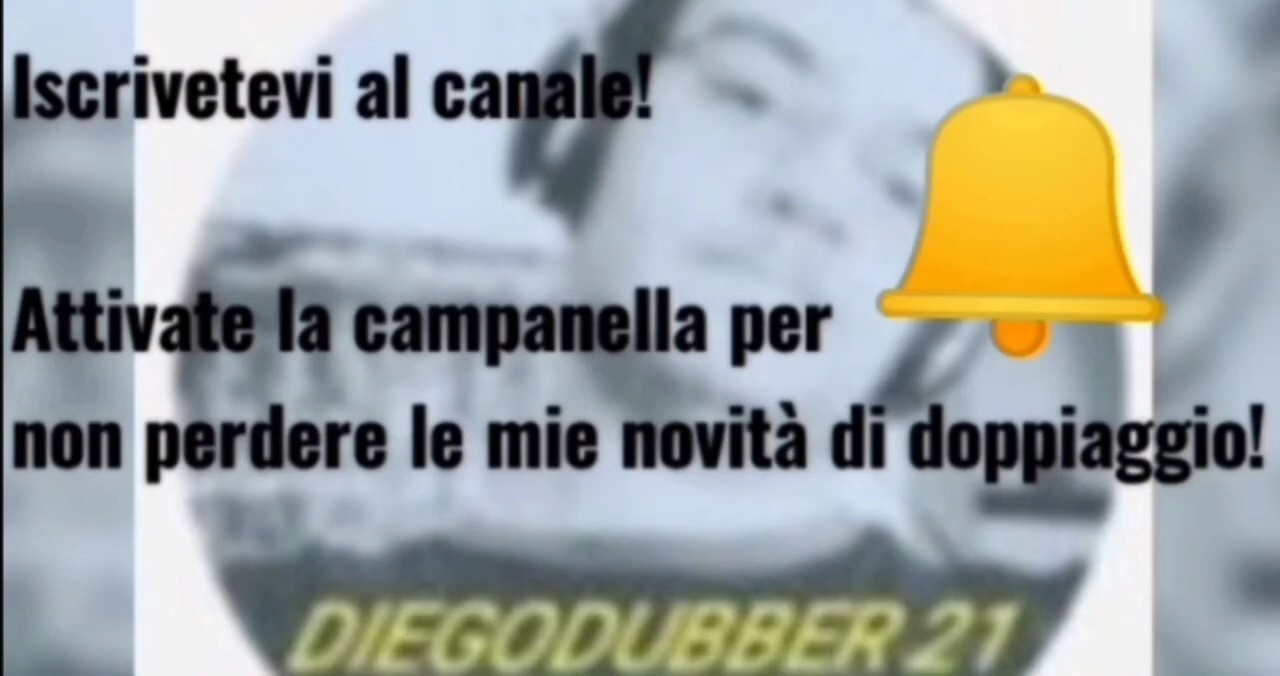 Iscrivetevi al canale!
Attivate la campanella per
non perdere le mie novità di doppiaggio!
DIEGODUBBER 21